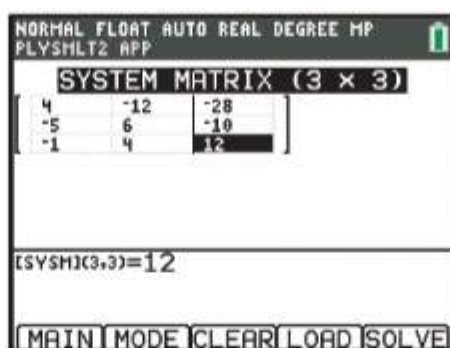 NORMAL FLOAT AUTO REAL DEGREE MP
PLYSMLT2 APP
SYSTEM MATRIX (3 × 3)
4 -12 -28
-5 6 -10
-1 4 12
[SYSM](3,3)=12
MAIN MODE CLEAR LOAD SOLVE